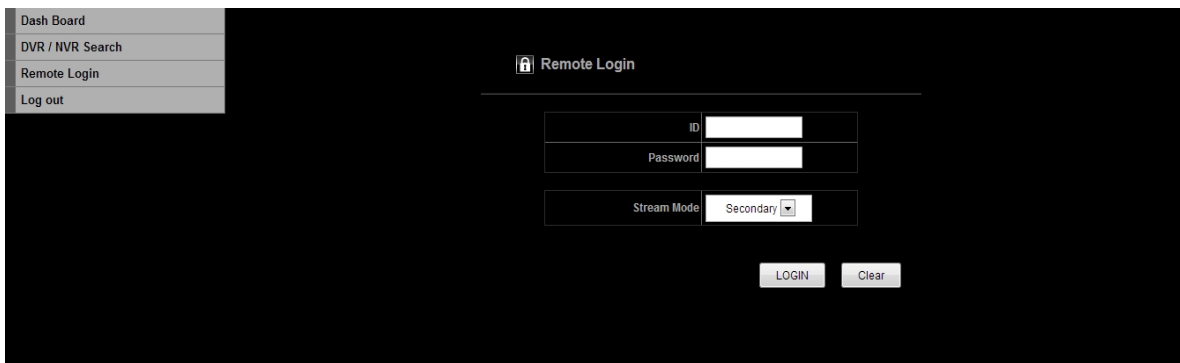 Dash Board
DVR / NVR Search
Remote Login
Log out
Remote Login
ID
Password
Stream Mode Secondary
LOGIN Clear